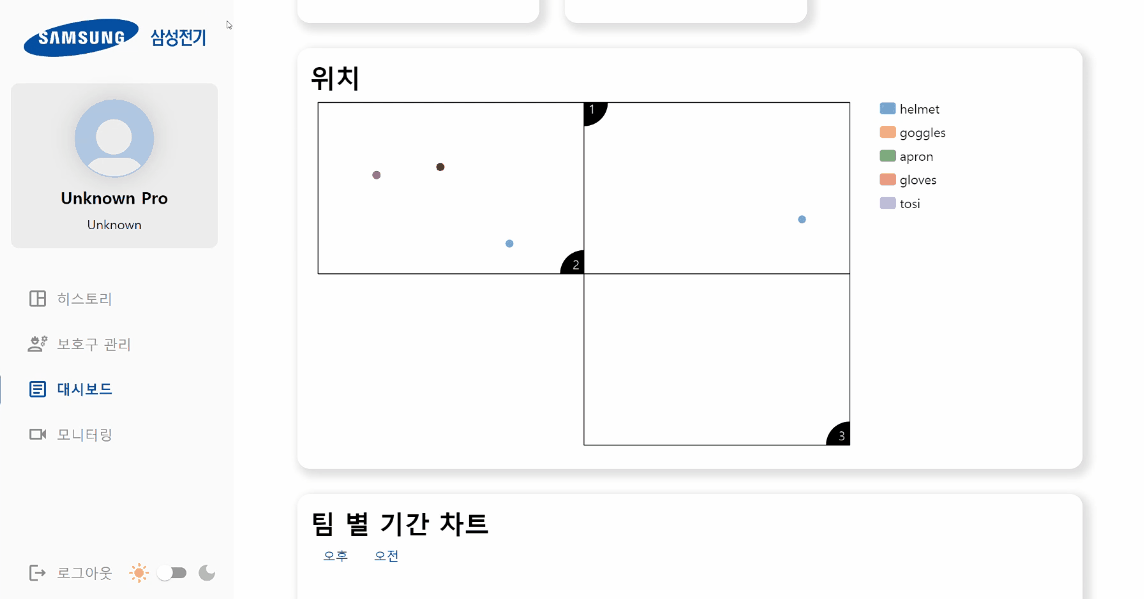 SAMSUNG 삼성전기
Unknown Pro
Unknown
히스토리
보호구 관리
대시보드
모니터링
로그아웃
위치
1
2
3
helmet
goggles
apron
gloves
tosi
팀 별 기간 차트
오후 오전